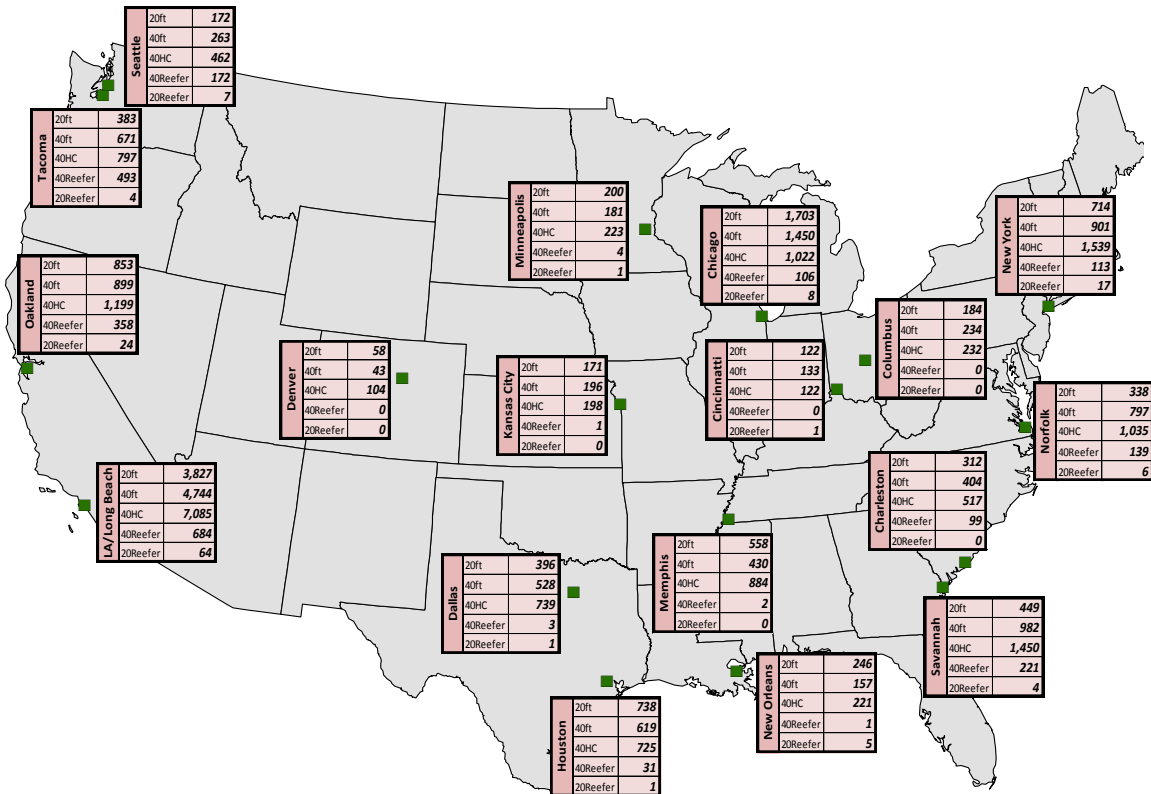 Seattle
20ft 172
40ft 263
40HC 462
40Reefer 172
20Reefer 7
Tacoma
20ft 383
40ft 671
40HC 797
40Reefer 493
20Reefer 4
Minneapolis
20ft 200
40ft 181
40HC 223
40Reefer 4
20Reefer 1
Chicago
20ft 1,703
40ft 1,450
40HC 1,022
40Reefer 106
20Reefer 8
New York
20ft 714
40ft 901
40HC 1,539
40Reefer 113
20Reefer 17
Oakland
20ft 853
40ft 899
40HC 1,199
40Reefer 358
20Reefer 24
Columbus
20ft 184
40ft 234
40HC 232
40Reefer 0
20Reefer 0
Denver
20ft 58
40ft 43
40HC 104
40Reefer 0
20Reefer 0
Kansas City
20ft 171
40ft 196
40HC 198
40Reefer 1
20Reefer 0
Cincinnatti
20ft 122
40ft 133
40HC 122
40Reefer 0
20Reefer 1
Norfolk
20ft 338
40ft 797
40HC 1,035
40Reefer 139
20Reefer 6
LA/Long Beach
20ft 3,827
40ft 4,744
40HC 7,085
40Reefer 684
20Reefer 64
Charleston
20ft 312
40ft 404
40HC 517
40Reefer 99
20Reefer 0
Dallas
20ft 396
40ft 528
40HC 739
40Reefer 3
20Reefer 1
Memphis
20ft 558
40ft 430
40HC 884
40Reefer 2
20Reefer 0
Savannah
20ft 449
40ft 982
40HC 1,450
40Reefer 221
20Reefer 4
New Orleans
20ft 246
40ft 157
40HC 221
40Reefer 1
20Reefer 5
Houston
20ft 738
40ft 619
40HC 725
40Reefer 31
20Reefer 1